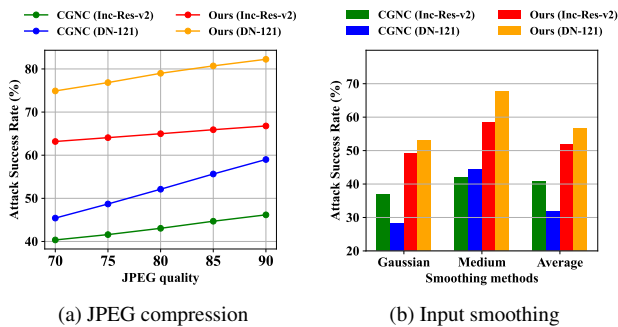 CGNC (Inc-Res-v2) Ours (Inc-Res-v2)
CGNC (DN-121) Ours (DN-121)
Attack Success Rate (%)
80
70
60
50
40
70 75 80 85 90
JPEG quality
(a) JPEG compression
CGNC (Inc-Res-v2) Ours (Inc-Res-v2)
CGNC (DN-121) Ours (DN-121)
Attack Success Rate (%)
70
60
50
40
30
20
Gaussian Medium Average
Smoothing methods
(b) Input smoothing